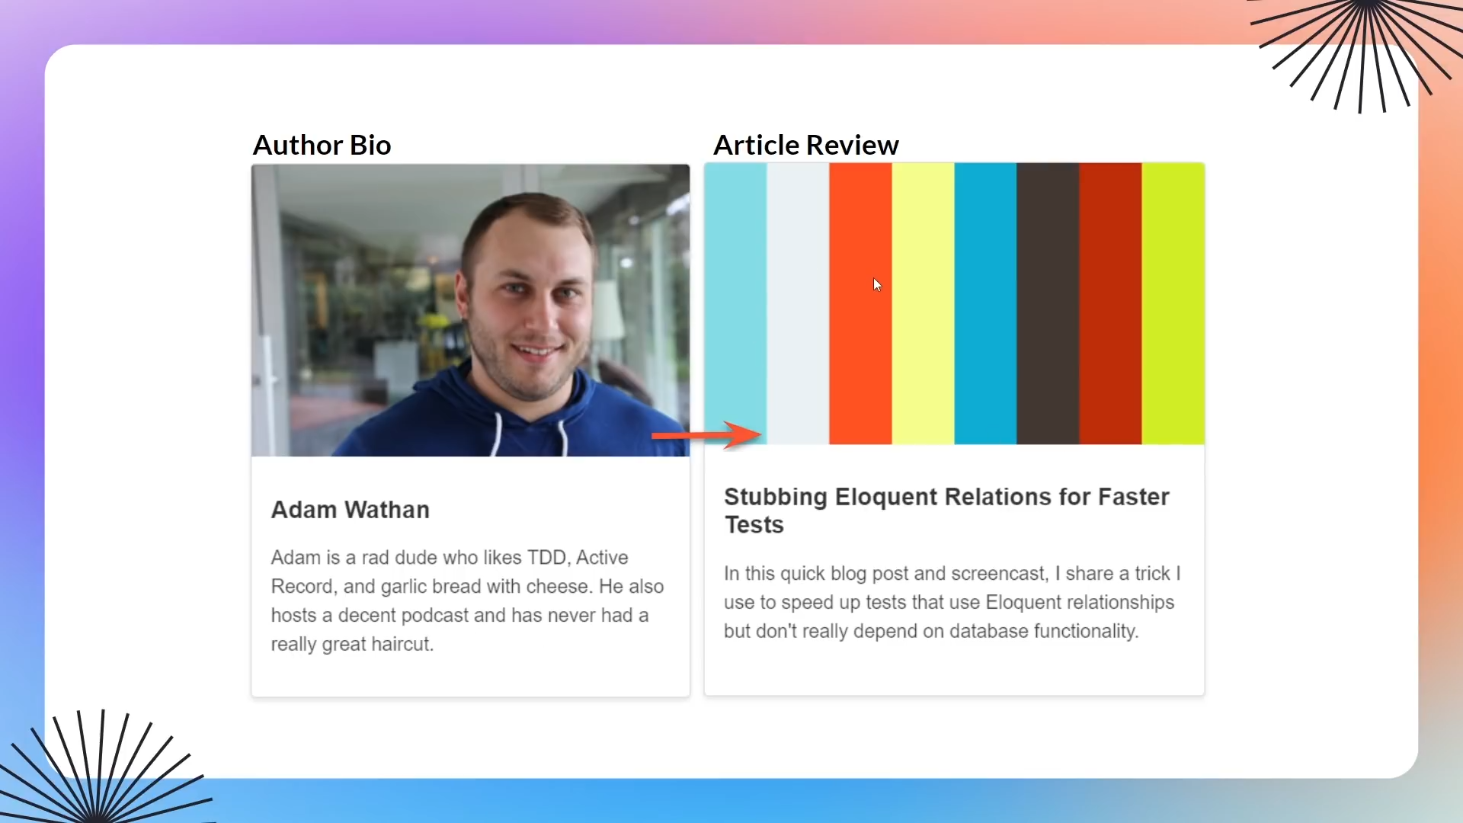 Author Bio
Adam Wathan
Adam is a rad dude who likes TDD, Active
Record, and garlic bread with cheese. He also
hosts a decent podcast and has never had a
really great haircut.
Article Review
Stubbing Eloquent Relations for Faster
Tests
In this quick blog post and screencast, I share a trick I
use to speed up tests that use Eloquent relationships
but don't really depend on database functionality.